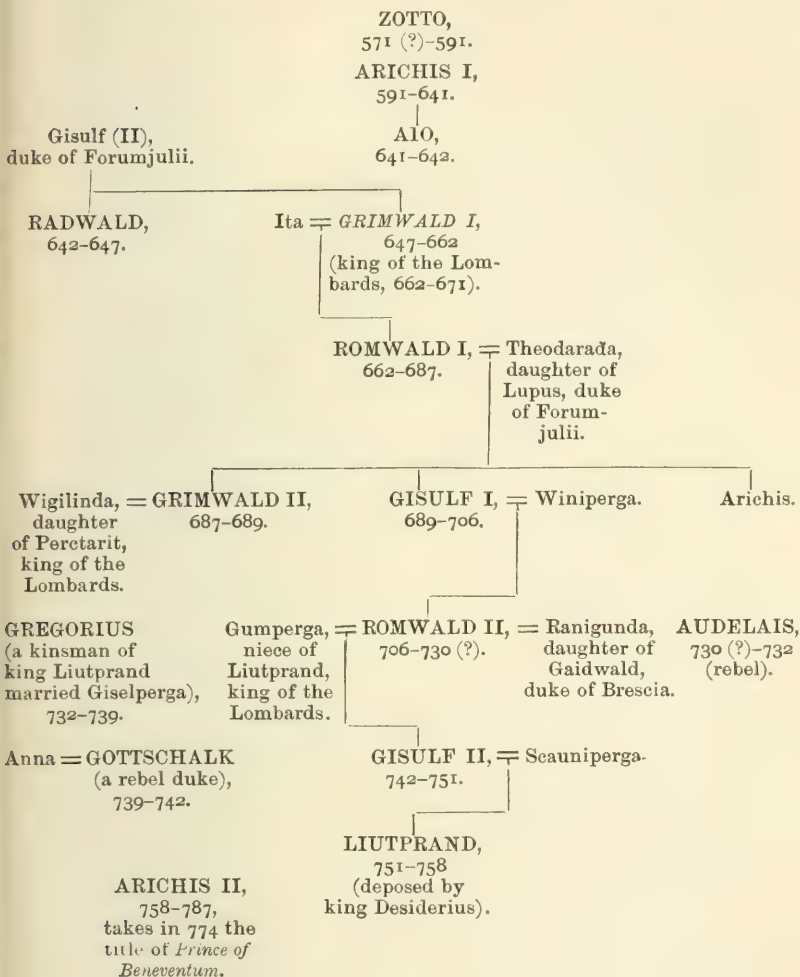 ZOTTO,
571 (?)-591.
ARICHIS I,
591-641.
Gisulf (II),
duke of Forumjulii.
AIO,
641-642.
RADWALD,
642-647.
Ita = GRIMWALD I,
647-662
(king of the Lom-
bards, 662-671).
ROMWALD I, = Theodarada,
662-687.
daughter of
Lupus, duke
of Forum-
julii.
Wigilinda, = GRIMWALD II,
daughter
of Perctarit,
king of the
Lombards.
687-689.
GISULF I, = Winiperga.
689-706.
Arichis.
GREGORIUS
(a kinsman of
king Liutprand
married Giselperga),
732-739.
Gumperga, = ROMWALD II, = Ranigunda,
niece of
Liutprand,
king of the
Lombards.
706-730 (?).
daughter of
Gaidwald,
duke of Brescia.
AUDELAIS,
730 (?)-732
(rebel).
Anna = GOTTSCHALK
(a rebel duke),
739-742.
GISULF II, = Scauniperga.
742-751.
LIUTPRAND,
751-758
(deposed by
king Desiderius).
ARICHIS II,
758-787,
takes in 774 the
title of Prince of
Beneventum.